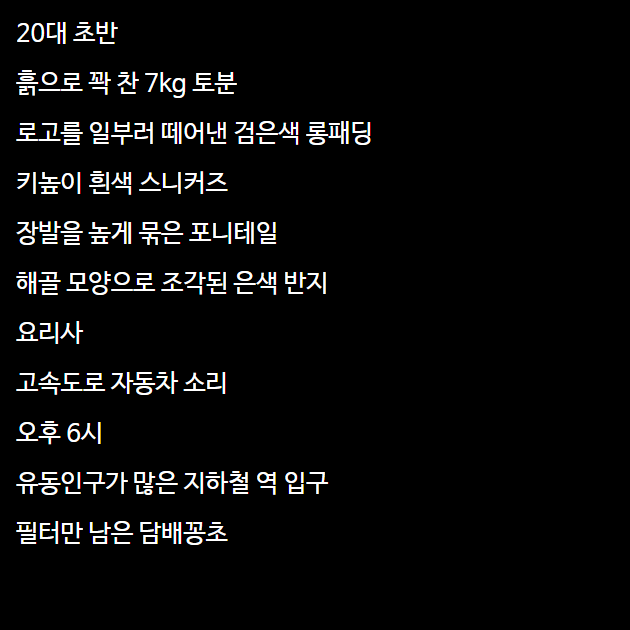 20대 초반
흙으로 꽉 찬 7kg 토분
로고를 일부러 떼어낸 검은색 롱패딩
키높이 흰색 스니커즈
장발을 높게 묶은 포니테일
해골 모양으로 조각된 은색 반지
요리사
고속도로 자동차 소리
오후 6시
유동인구가 많은 지하철 역 입구
필터만 남은 담배꽁초